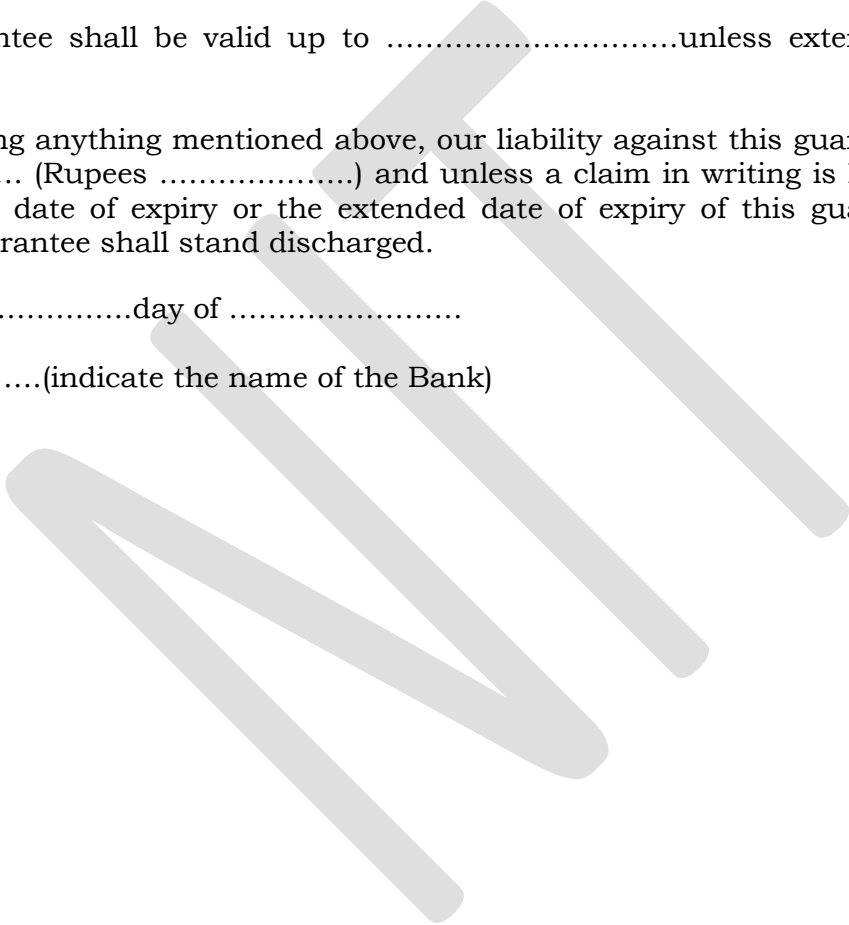 ntee shall be valid up to …………………………unless exten
ng anything mentioned above, our liability against this guar
… (Rupees ………………..) and unless a claim in writing is
date of expiry or the extended date of expiry of this gua
rantee shall stand discharged.
…………..day of ……………………
….(indicate the name of the Bank)
NIT